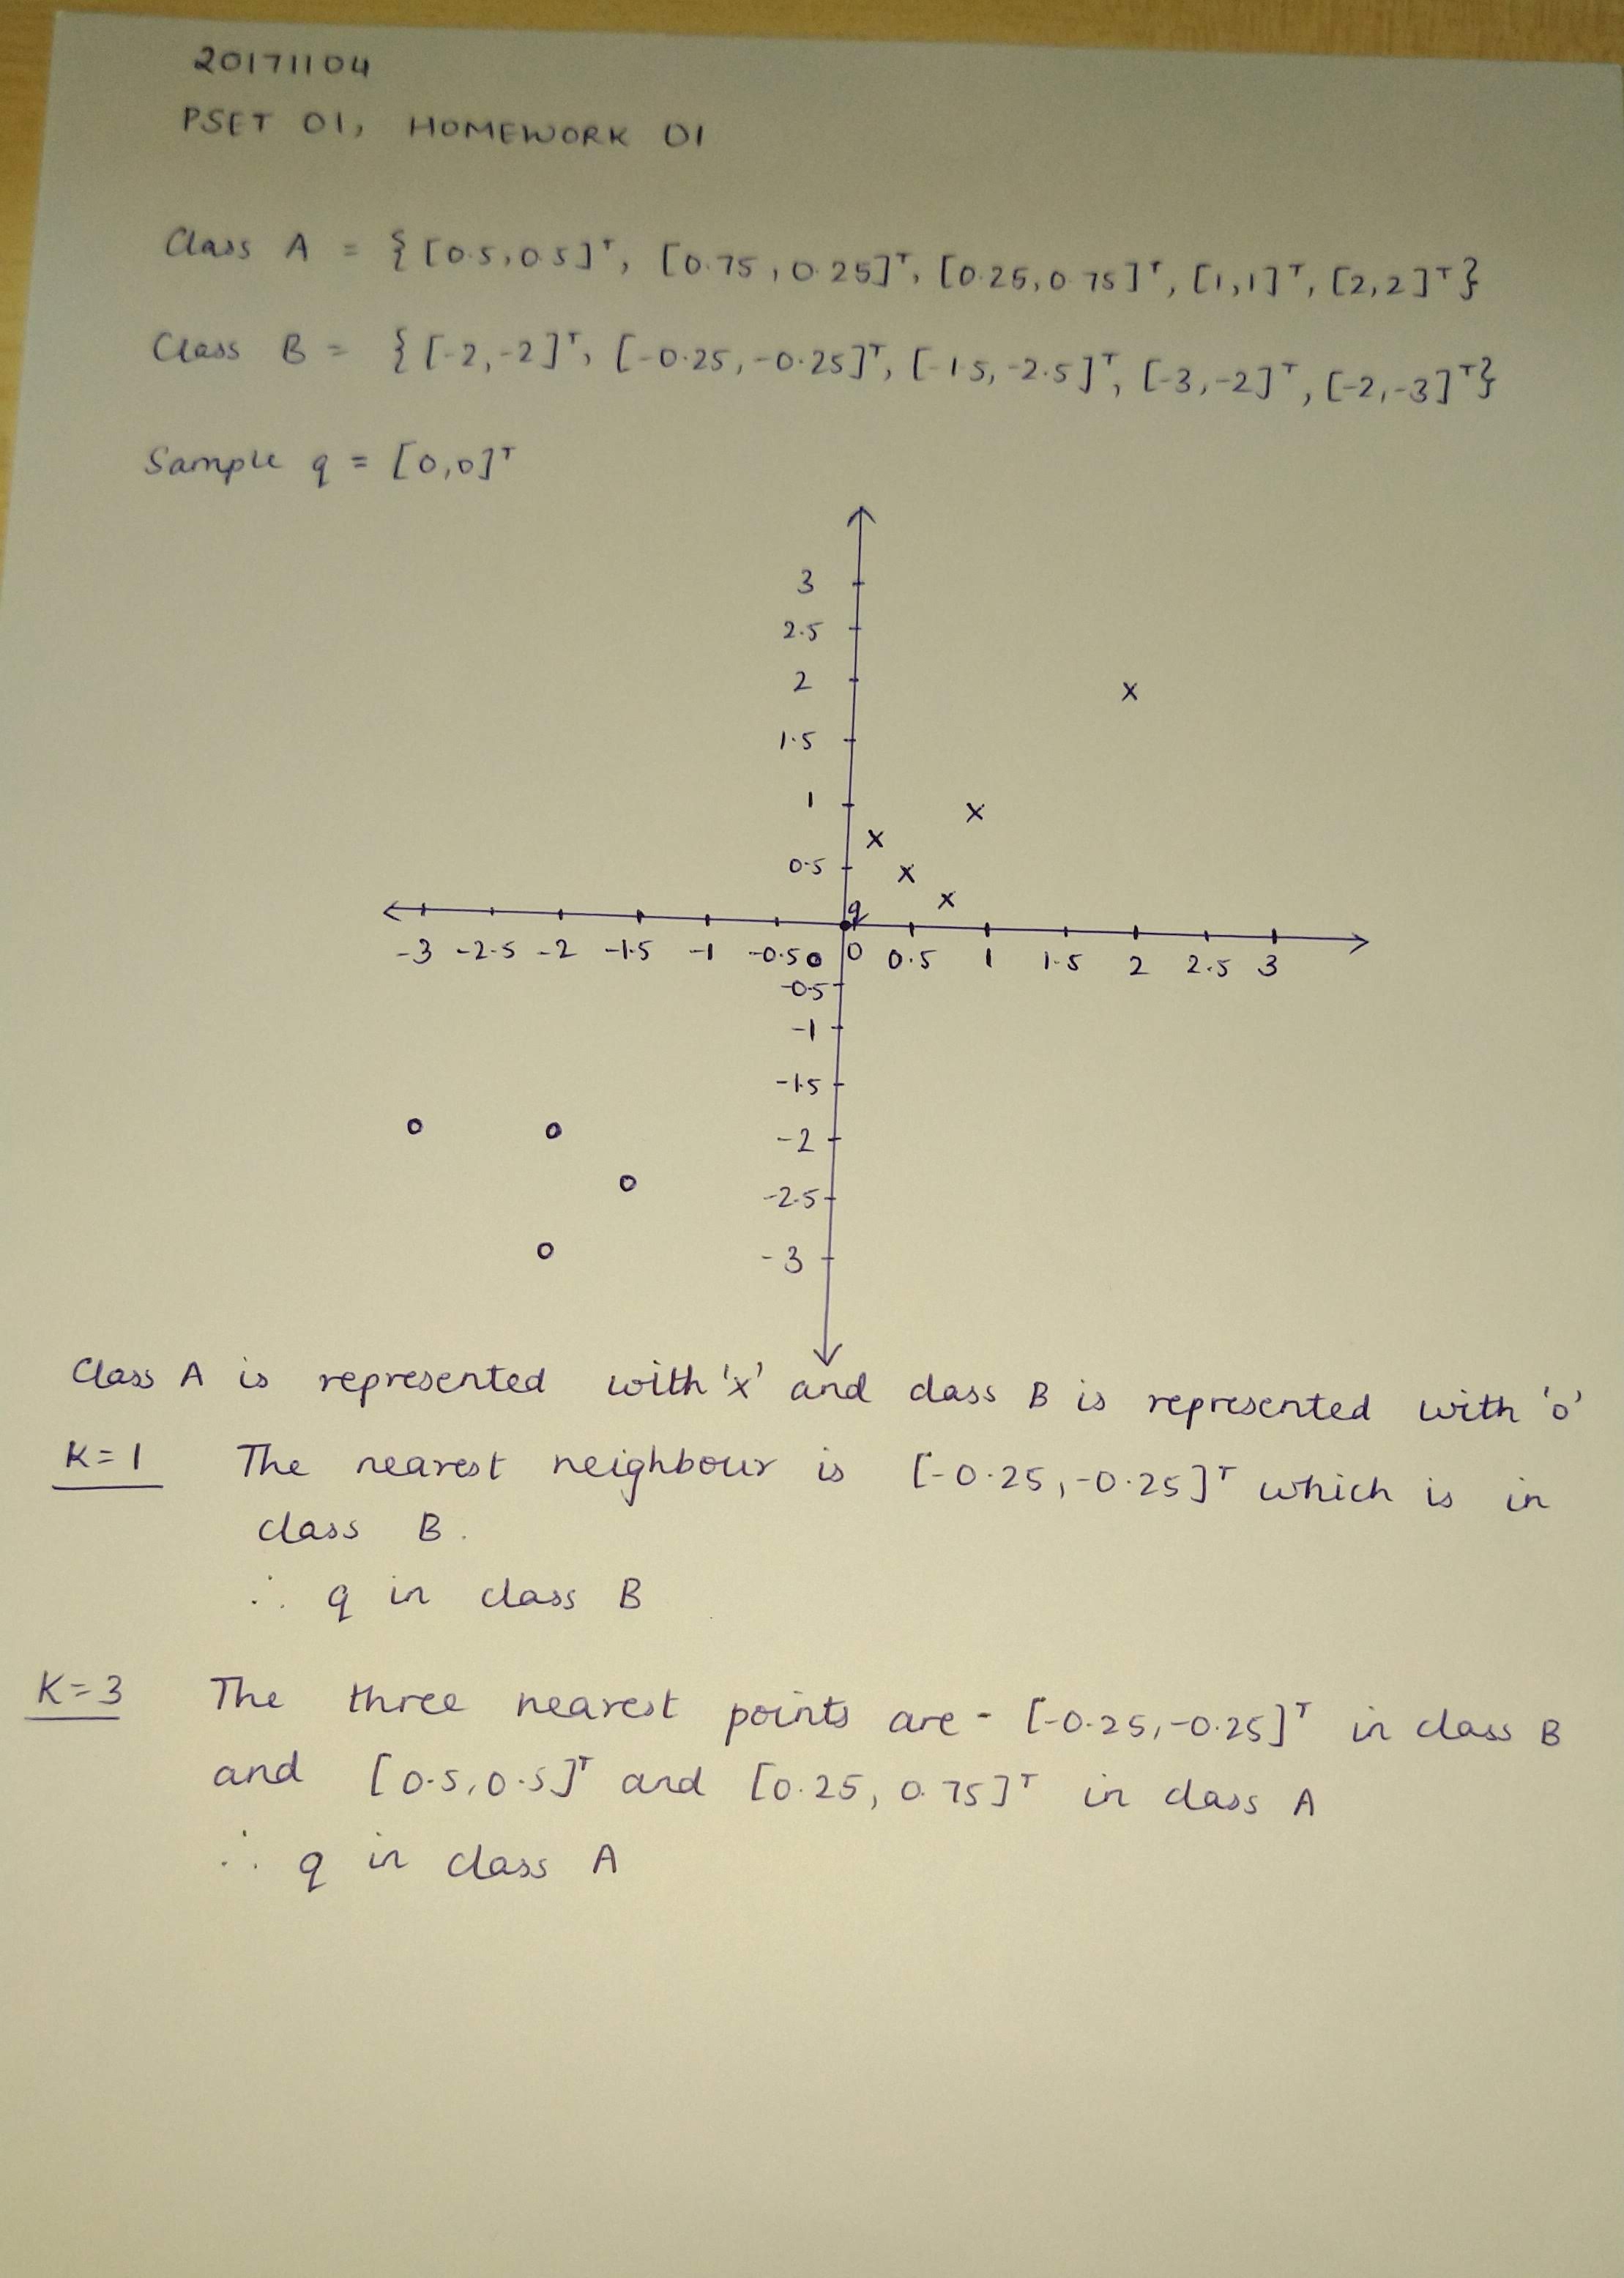 20171104
PSET 01, HOMEWORK 01
Class A = { [0.5,0.5]ᵀ, [0.75,0.25]ᵀ, [0.25,0.75]ᵀ, [1,1]ᵀ, [2,2]ᵀ}
Class B = { [-2,-2]ᵀ, [-0.25,-0.25]ᵀ, [-1.5,-2.5]ᵀ, [-3,-2]ᵀ, [-2,-3]ᵀ}
Sample q = [0,0]ᵀ
3
2.5
2
1.5
1
0.5
q
-3 -2.5 -2 -1.5 -1 -0.5 0 0.5 1 1.5 2 2.5 3
-0.5
-1
-1.5
-2
-2.5
-3
Class A is represented with 'x' and class B is represented with 'o'
K=1 The nearest neighbour is [-0.25,-0.25]ᵀ which is in
class B.
∴ q in class B
K=3 The three nearest points are - [-0.25,-0.25]ᵀ in class B
and [0.5,0.5]ᵀ and [0.25, 0.75]ᵀ in class A
∴ q in class A